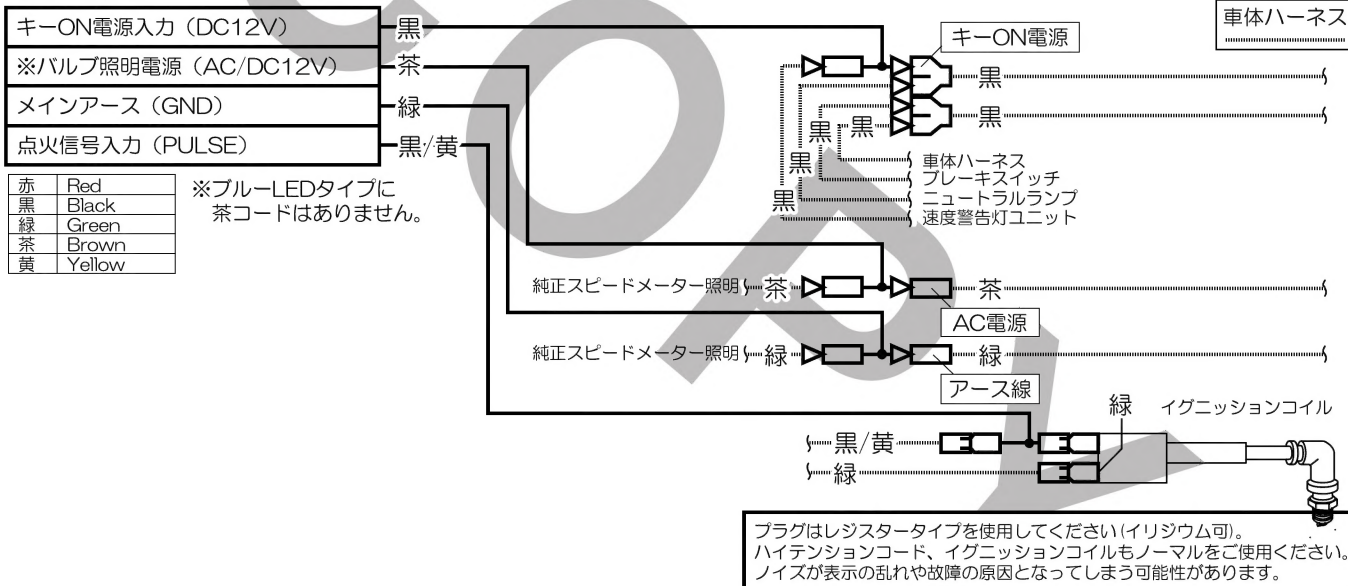 キーON電源入力（DC12V）
黒
※バルブ照明電源（AC/DC12V）
茶
メインアース（GND）
緑
点火信号入力（PULSE）
黒/黄
赤 Red
黒 Black
緑 Green
茶 Brown
黄 Yellow
※ブルーLEDタイプに
茶コードはありません。
車体ハーネス
キーON電源
黒
黒
黒
黒
黒
黒
車体ハーネス
ブレーキスイッチ
ニュートラルランプ
速度警告灯ユニット
純正スピードメーター照明
茶
茶
AC電源
純正スピードメーター照明
緑
緑
アース線
緑
イグニッションコイル
黒/黄
緑
プラグはレジスタータイプを使用してください(イリジウム可)。
ハイテンションコード、イグニッションコイルもノーマルをご使用ください。
ノイズが表示の乱れや故障の原因となってしまう可能性があります。
COPY